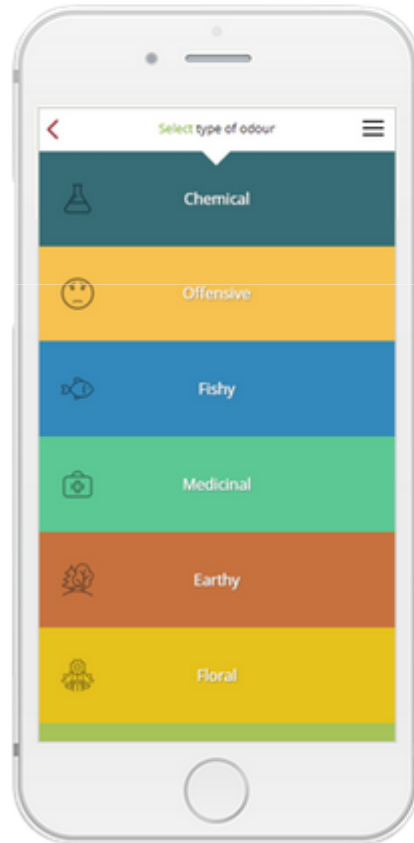 Select type of odour
Chemical
Offensive
Fishy
Medicinal
Earthy
Floral